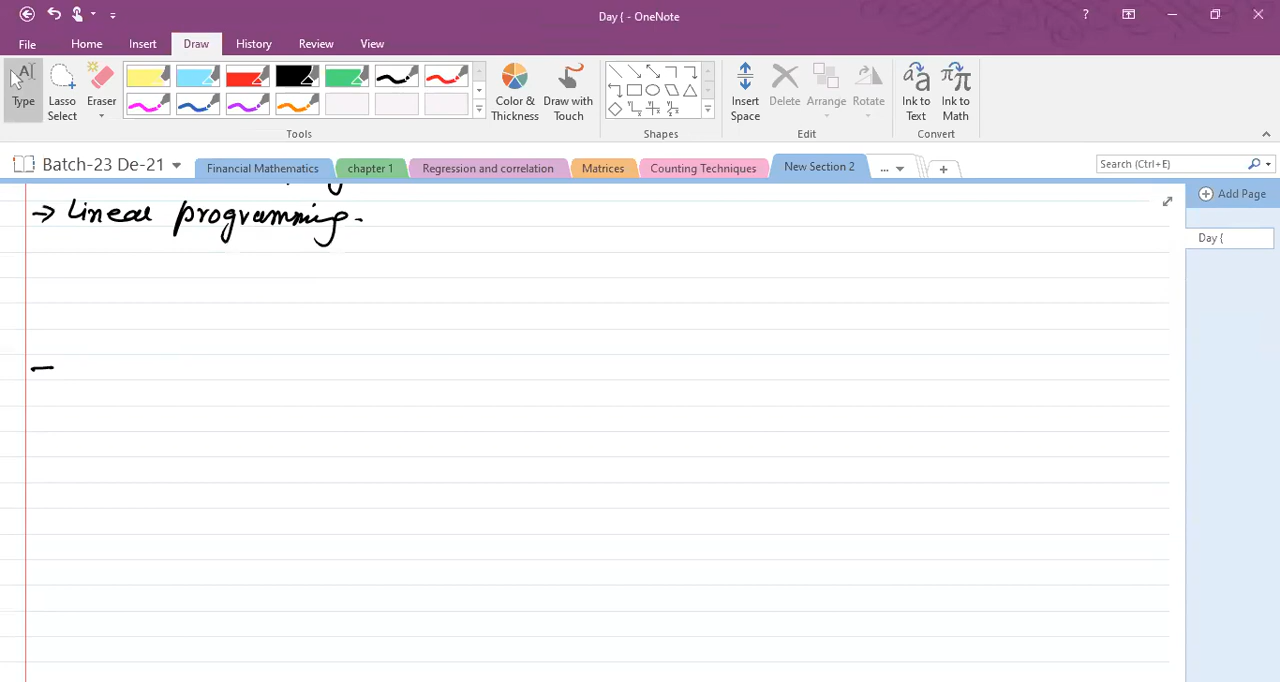 Day { - OneNote
?
File Home Insert Draw History Review View
Type Lasso Select Eraser Color & Thickness Draw with Touch Insert Space Delete Arrange Rotate Ink to Text Ink to Math
Tools Shapes Edit Convert
Batch-23 De-21 Financial Mathematics chapter 1 Regression and correlation Matrices Counting Techniques New Section 2 ... + Search (Ctrl+E)
Add Page
→ Linear programming.
Day {